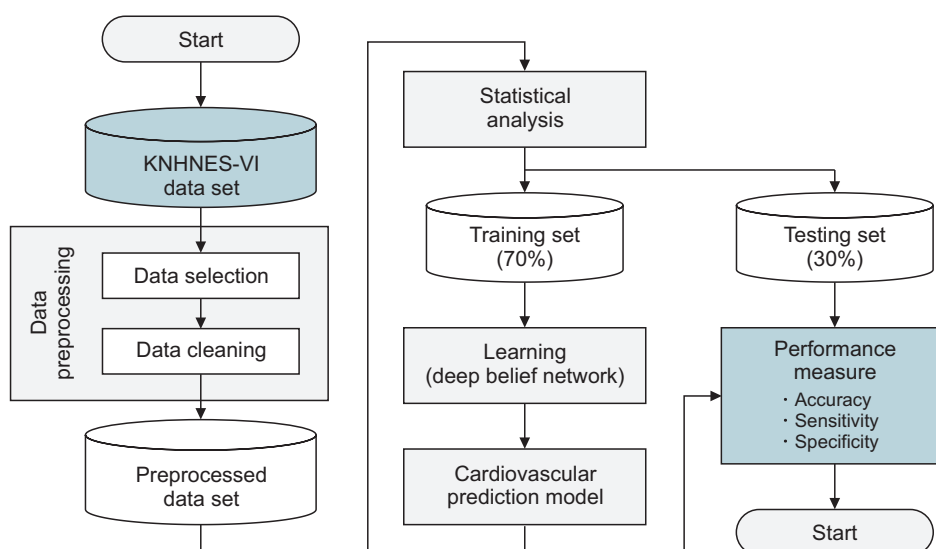 Start
KNHNES-VI
data set
Data
preprocessing
Data selection
Data cleaning
Preprocessed
data set
Statistical
analysis
Training set
(70%)
Learning
(deep belief network)
Cardiovascular
prediction model
Testing set
(30%)
Performance
measure
· Accuracy
· Sensitivity
· Specificity
Start